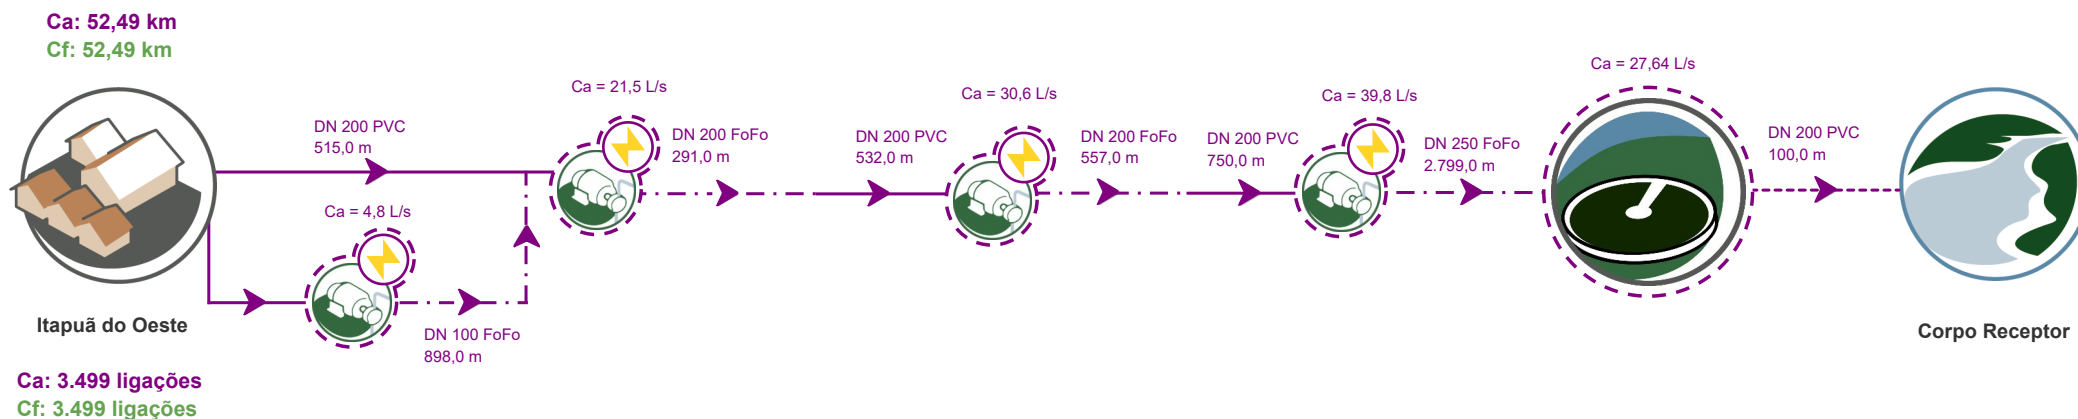 Ca: 52,49 km
Cf: 52,49 km
Itapuã do Oeste
Ca: 3.499 ligações
Cf: 3.499 ligações
DN 200 PVC
515,0 m
Ca = 4,8 L/s
DN 100 FoFo
898,0 m
Ca = 21,5 L/s
DN 200 FoFo
291,0 m
DN 200 PVC
532,0 m
Ca = 30,6 L/s
DN 200 FoFo
557,0 m
DN 200 PVC
750,0 m
Ca = 39,8 L/s
DN 250 FoFo
2.799,0 m
Ca = 27,64 L/s
DN 200 PVC
100,0 m
Corpo Receptor